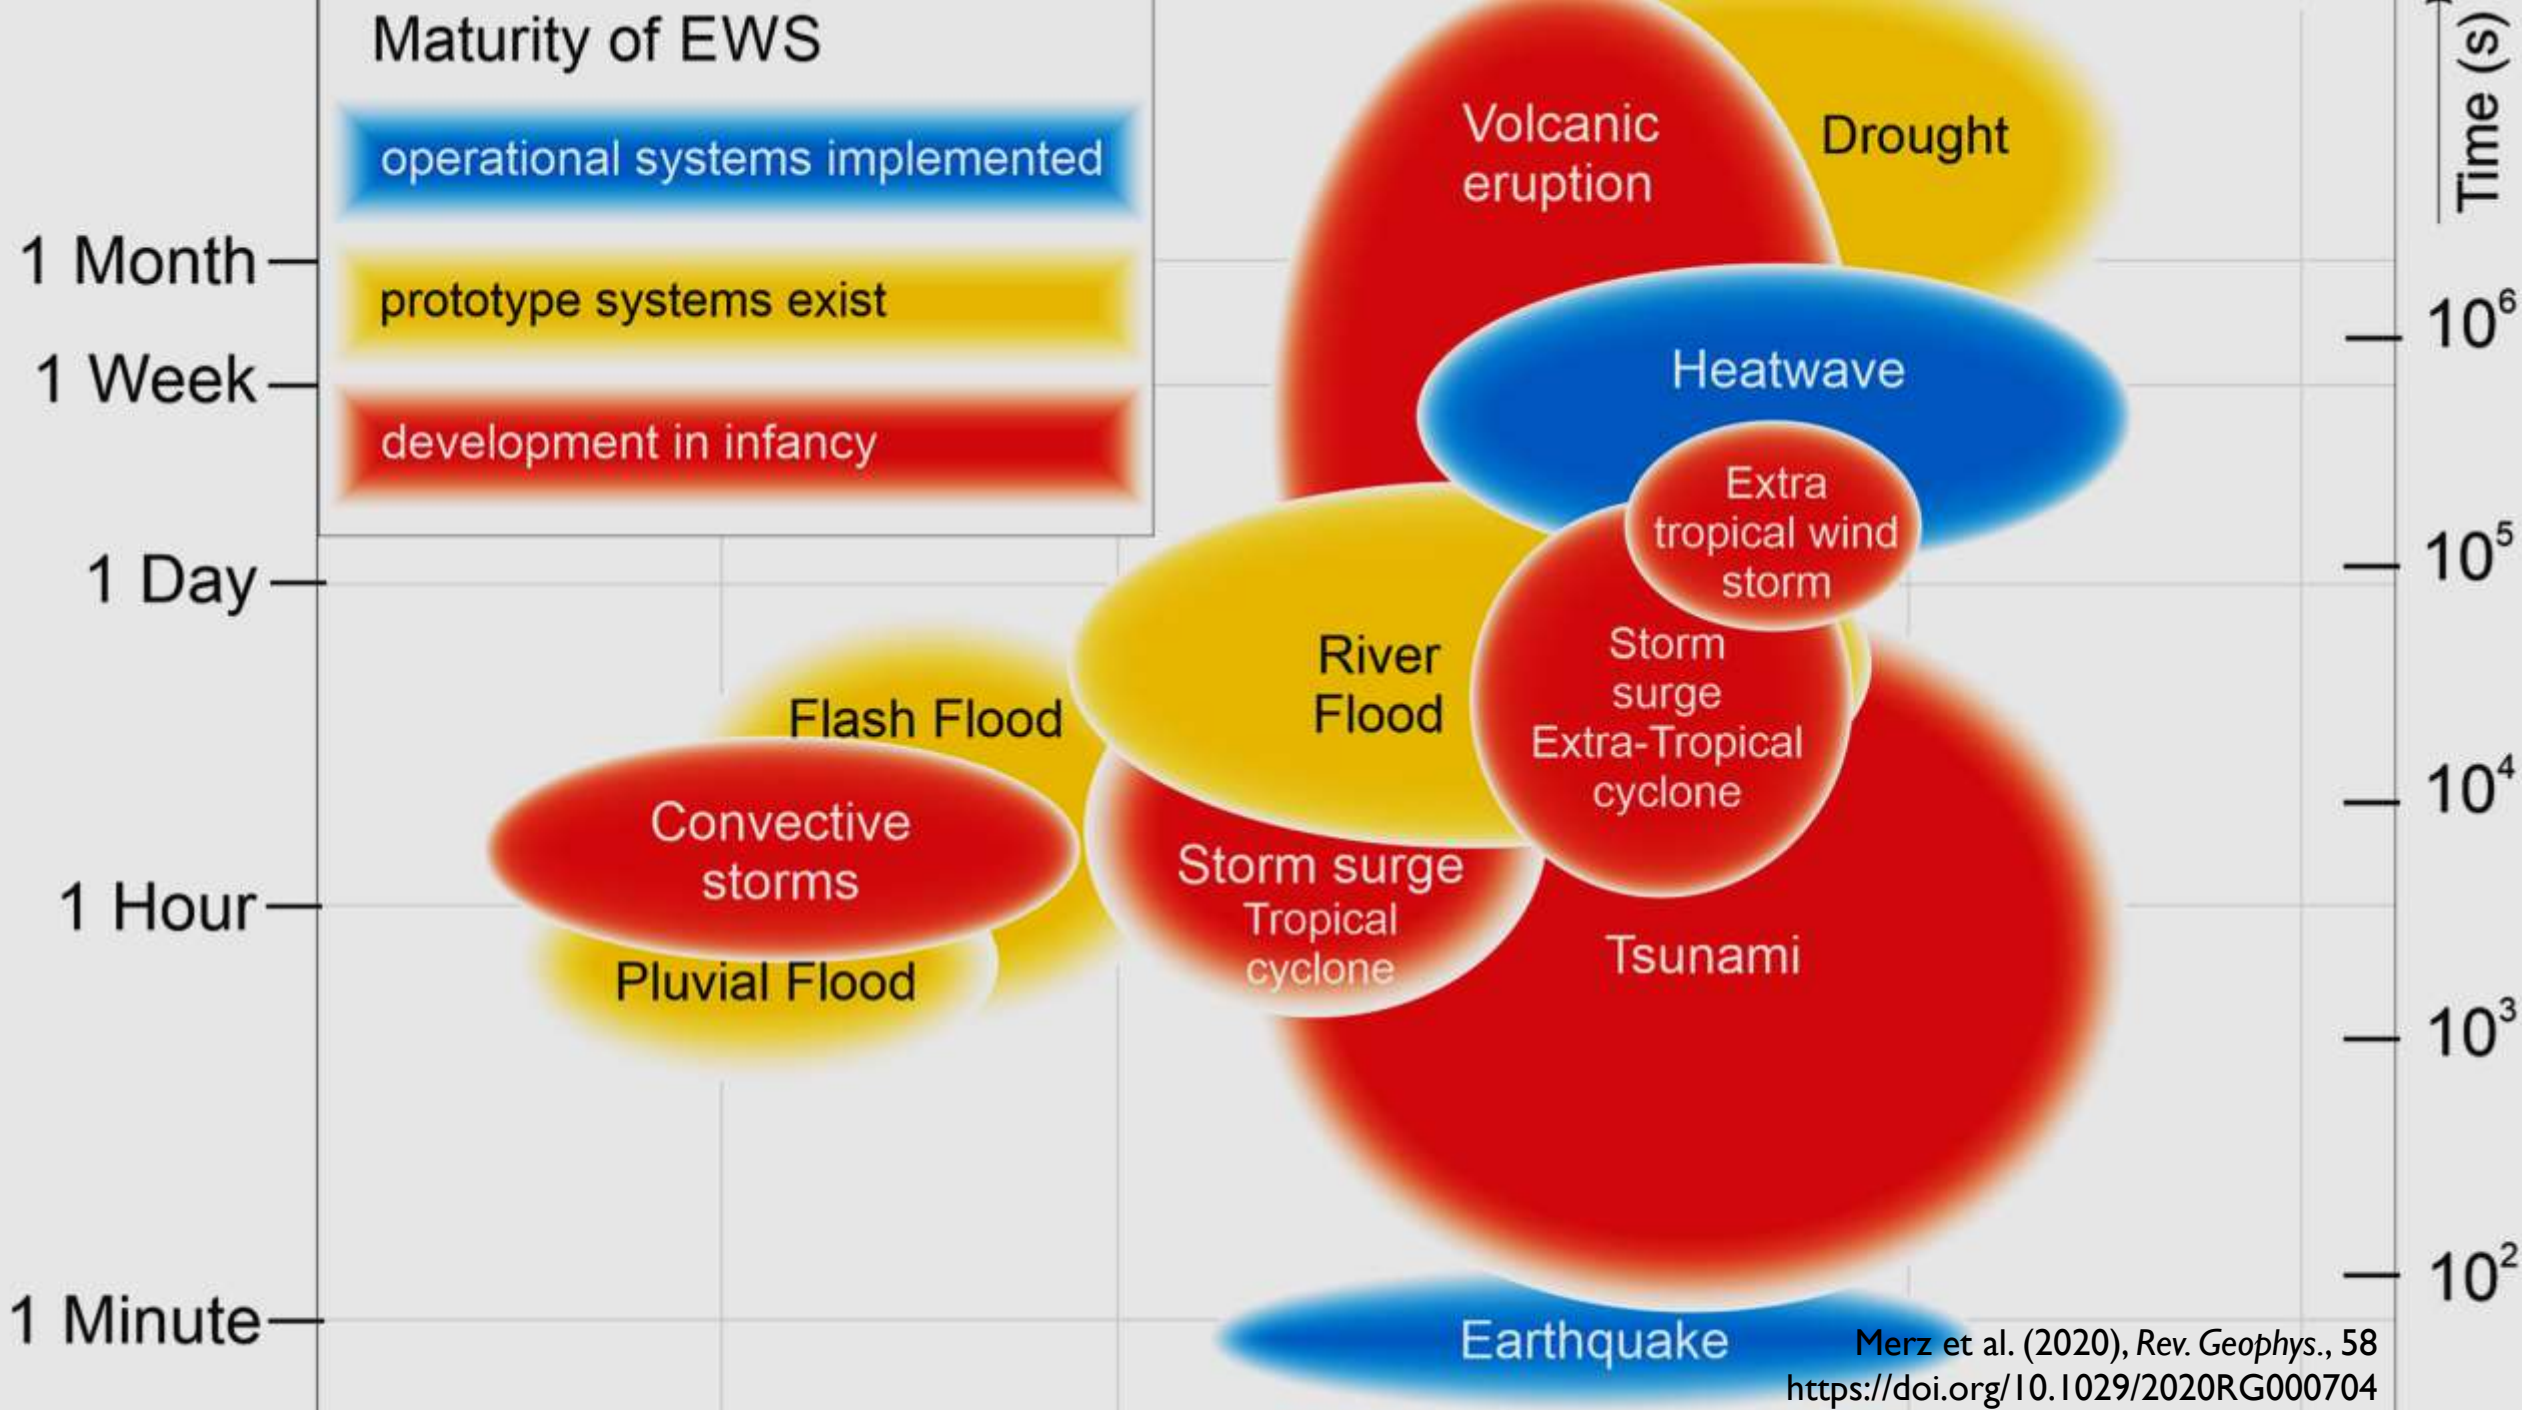 Maturity of EWS
operational systems implemented
prototype systems exist
development in infancy
1 Month
1 Week
1 Day
1 Hour
1 Minute
Volcanic
eruption
Drought
Heatwave
Extra
tropical wind
storm
River
Flood
Storm
surge
Extra-Tropical
cyclone
Flash Flood
Convective
storms
Pluvial Flood
Storm surge
Tropical
cyclone
Tsunami
Earthquake
Time (s)
10⁶
10⁵
10⁴
10³
10²
Merz et al. (2020), Rev. Geophys., 58
https://doi.org/10.1029/2020RG000704